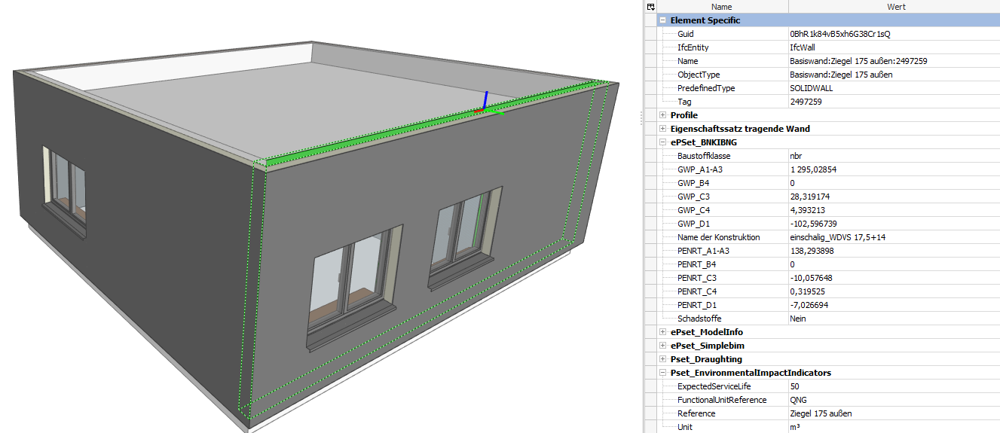 Name Wert
Element Specific
Guid 0BhR1k84vB5xh6G38Cr1sQ
IfcEntity IfcWall
Name Basiswand:Ziegel 175 außen:2497259
ObjectType Basiswand:Ziegel 175 außen
PredefinedType SOLIDWALL
Tag 2497259
Profile
Eigenschaftssatz tragende Wand
ePSet_BNKIBNG
Baustoffklasse nbr
GWP_A1-A3 1 295,02854
GWP_B4 0
GWP_C3 28,319174
GWP_C4 4,393213
GWP_D1 -102,596739
Name der Konstruktion einschalig_WDVS 17,5+14
PENRT_A1-A3 138,293898
PENRT_B4 0
PENRT_C3 -10,057648
PENRT_C4 0,319525
PENRT_D1 -7,026694
Schadstoffe Nein
ePset_ModelInfo
ePset_Simplebim
Pset_Draughting
Pset_EnvironmentalImpactIndicators
ExpectedServiceLife 50
FunctionalUnitReference QNG
Reference Ziegel 175 außen
Unit m³